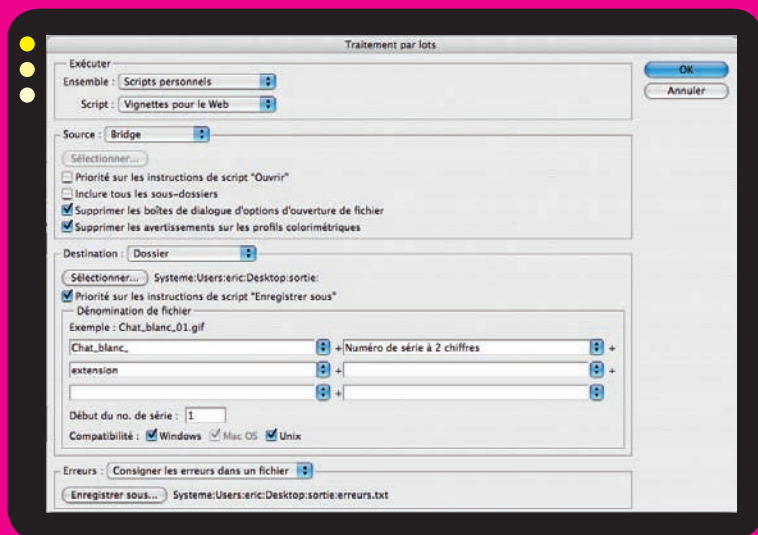 Traitement par lots
Exécuter
Ensemble : Scripts personnels
Script : Vignettes pour le Web
OK
Annuler
Source : Bridge
Sélectionner...
Priorité sur les instructions de script "Ouvrir"
Inclure tous les sous-dossiers
Supprimer les boîtes de dialogue d'options d'ouverture de fichier
Supprimer les avertissements sur les profils colorimétriques
Destination : Dossier
Sélectionner... Systeme:Users:eric:Desktop:sortie:
Priorité sur les instructions de script "Enregistrer sous"
Dénomination de fichier
Exemple : Chat_blanc_01.gif
Chat_blanc_ + Numéro de série à 2 chiffres +
extension + +
+
Début du no. de série : 1
Compatibilité : Windows Mac OS Unix
Erreurs : Consigner les erreurs dans un fichier
Enregistrer sous... Systeme:Users:eric:Desktop:sortie:erreurs.txt